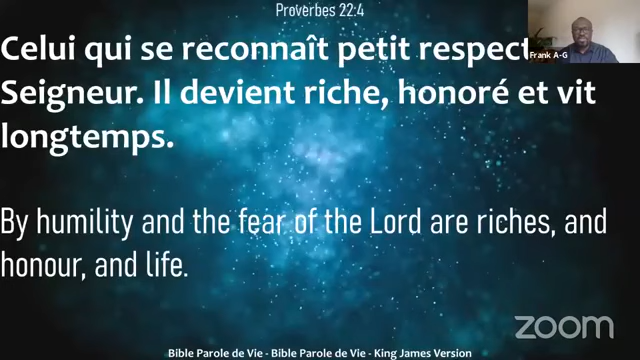 Proverbes 22:4
Celui qui se reconnaît petit respect
Seigneur. Il devient riche, honoré et vit
longtemps.
By humility and the fear of the Lord are riches, and
honour, and life.
Frank A-G
zoom
Bible Parole de Vie - Bible Parole de Vie - King James Version